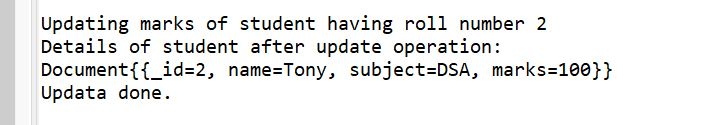 Updating marks of student having roll number 2
Details of student after update operation:
Document{{_id=2, name=Tony, subject=DSA, marks=100}}
Updata done.